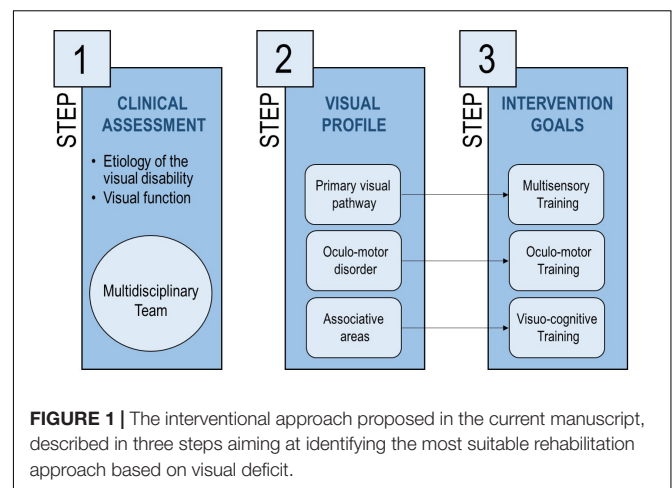 1
STEP
CLINICAL
ASSESSMENT
• Etiology of the
visual disability
• Visual function
Multidisciplinary
Team
2
STEP
VISUAL
PROFILE
Primary visual
pathway
Oculo-motor
disorder
Associative
areas
3
STEP
INTERVENTION
GOALS
Multisensory
Training
Oculo-motor
Training
Visuo-cognitive
Training
FIGURE 1 | The interventional approach proposed in the current manuscript,
described in three steps aiming at identifying the most suitable rehabilitation
approach based on visual deficit.